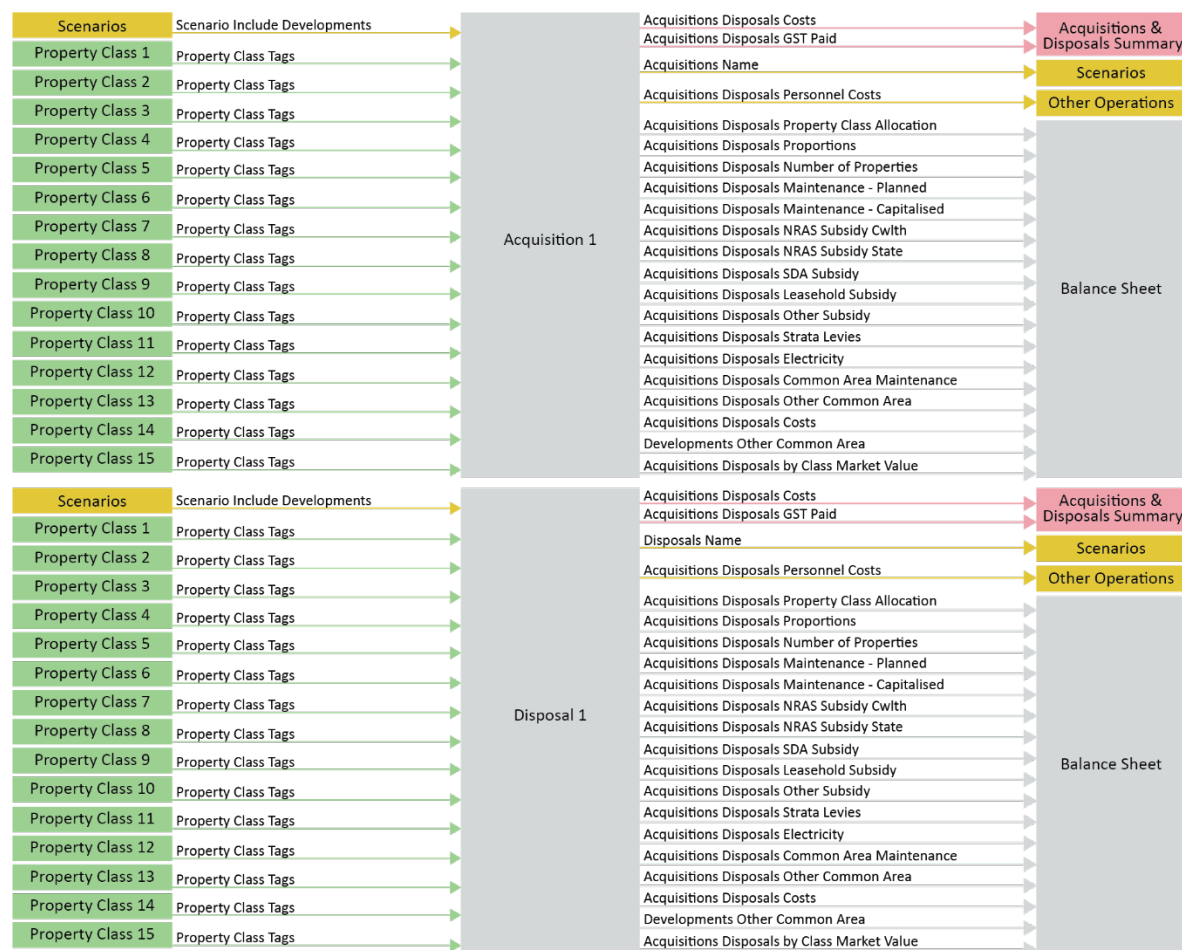 Scenarios
Scenario Include Developments
Property Class 1
Property Class Tags
Property Class 2
Property Class Tags
Property Class 3
Property Class Tags
Property Class 4
Property Class Tags
Property Class 5
Property Class Tags
Property Class 6
Property Class Tags
Property Class 7
Property Class Tags
Property Class 8
Property Class Tags
Property Class 9
Property Class Tags
Property Class 10
Property Class Tags
Property Class 11
Property Class Tags
Property Class 12
Property Class Tags
Property Class 13
Property Class Tags
Property Class 14
Property Class Tags
Property Class 15
Property Class Tags
Acquisition 1
Acquisitions Disposals Costs
Acquisitions Disposals GST Paid
Acquisitions Name
Acquisitions Disposals Personnel Costs
Acquisitions Disposals Property Class Allocation
Acquisitions Disposals Proportions
Acquisitions Disposals Number of Properties
Acquisitions Disposals Maintenance - Planned
Acquisitions Disposals Maintenance - Capitalised
Acquisitions Disposals NRAS Subsidy Cwlth
Acquisitions Disposals NRAS Subsidy State
Acquisitions Disposals SDA Subsidy
Acquisitions Disposals Leasehold Subsidy
Acquisitions Disposals Other Subsidy
Acquisitions Disposals Strata Levies
Acquisitions Disposals Electricity
Acquisitions Disposals Common Area Maintenance
Acquisitions Disposals Other Common Area
Acquisitions Disposals Costs
Developments Other Common Area
Acquisitions Disposals by Class Market Value
Acquisitions &
Disposals Summary
Scenarios
Other Operations
Balance Sheet
Scenarios
Scenario Include Developments
Property Class 1
Property Class Tags
Property Class 2
Property Class Tags
Property Class 3
Property Class Tags
Property Class 4
Property Class Tags
Property Class 5
Property Class Tags
Property Class 6
Property Class Tags
Property Class 7
Property Class Tags
Property Class 8
Property Class Tags
Property Class 9
Property Class Tags
Property Class 10
Property Class Tags
Property Class 11
Property Class Tags
Property Class 12
Property Class Tags
Property Class 13
Property Class Tags
Property Class 14
Property Class Tags
Property Class 15
Property Class Tags
Disposal 1
Acquisitions Disposals Costs
Acquisitions Disposals GST Paid
Disposals Name
Acquisitions Disposals Personnel Costs
Acquisitions Disposals Property Class Allocation
Acquisitions Disposals Proportions
Acquisitions Disposals Number of Properties
Acquisitions Disposals Maintenance - Planned
Acquisitions Disposals Maintenance - Capitalised
Acquisitions Disposals NRAS Subsidy Cwlth
Acquisitions Disposals NRAS Subsidy State
Acquisitions Disposals SDA Subsidy
Acquisitions Disposals Leasehold Subsidy
Acquisitions Disposals Other Subsidy
Acquisitions Disposals Strata Levies
Acquisitions Disposals Electricity
Acquisitions Disposals Common Area Maintenance
Acquisitions Disposals Other Common Area
Acquisitions Disposals Costs
Developments Other Common Area
Acquisitions Disposals by Class Market Value
Acquisitions &
Disposals Summary
Scenarios
Other Operations
Balance Sheet